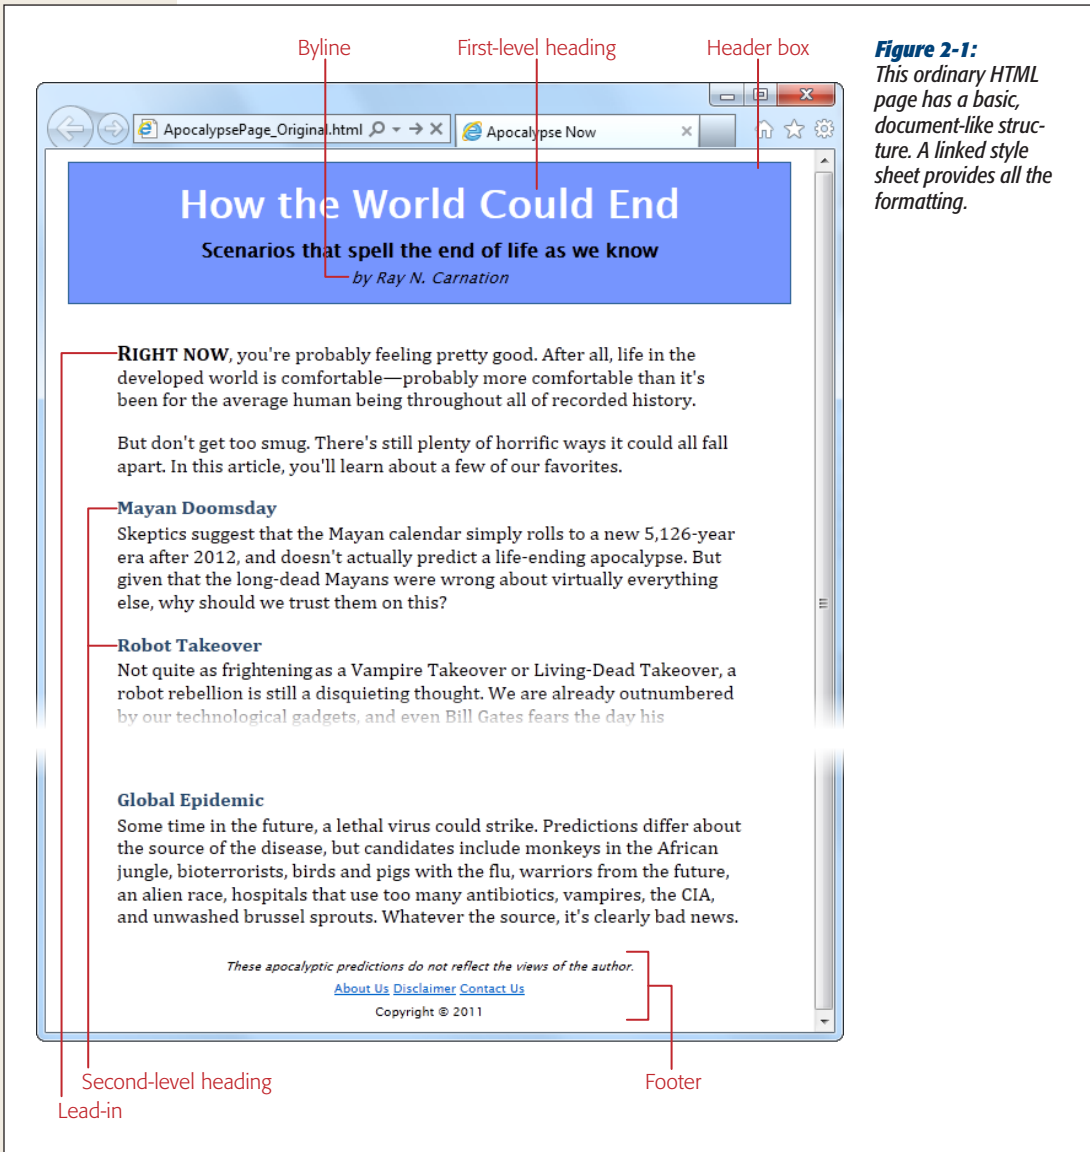 Byline
First-level heading
Header box
Figure 2-1:
This ordinary HTML
page has a basic,
document-like struc-
ture. A linked style
sheet provides all the
formatting.
ApocalypsePage_Original.html
Apocalypse Now
How the World Could End
Scenarios that spell the end of life as we know
by Ray N. Carnation
RIGHT NOW, you're probably feeling pretty good. After all, life in the
developed world is comfortable—probably more comfortable than it's
been for the average human being throughout all of recorded history.
But don't get too smug. There's still plenty of horrific ways it could all fall
apart. In this article, you'll learn about a few of our favorites.
Mayan Doomsday
Skeptics suggest that the Mayan calendar simply rolls to a new 5,126-year
era after 2012, and doesn't actually predict a life-ending apocalypse. But
given that the long-dead Mayans were wrong about virtually everything
else, why should we trust them on this?
Robot Takeover
Not quite as frightening as a Vampire Takeover or Living-Dead Takeover, a
robot rebellion is still a disquieting thought. We are already outnumbered
by our technological gadgets, and even Bill Gates fears the day his
Global Epidemic
Some time in the future, a lethal virus could strike. Predictions differ about
the source of the disease, but candidates include monkeys in the African
jungle, bioterrorists, birds and pigs with the flu, warriors from the future,
an alien race, hospitals that use too many antibiotics, vampires, the CIA,
and unwashed brussel sprouts. Whatever the source, it's clearly bad news.
These apocalyptic predictions do not reflect the views of the author.
About Us Disclaimer Contact Us
Copyright © 2011
Second-level heading
Footer
Lead-in